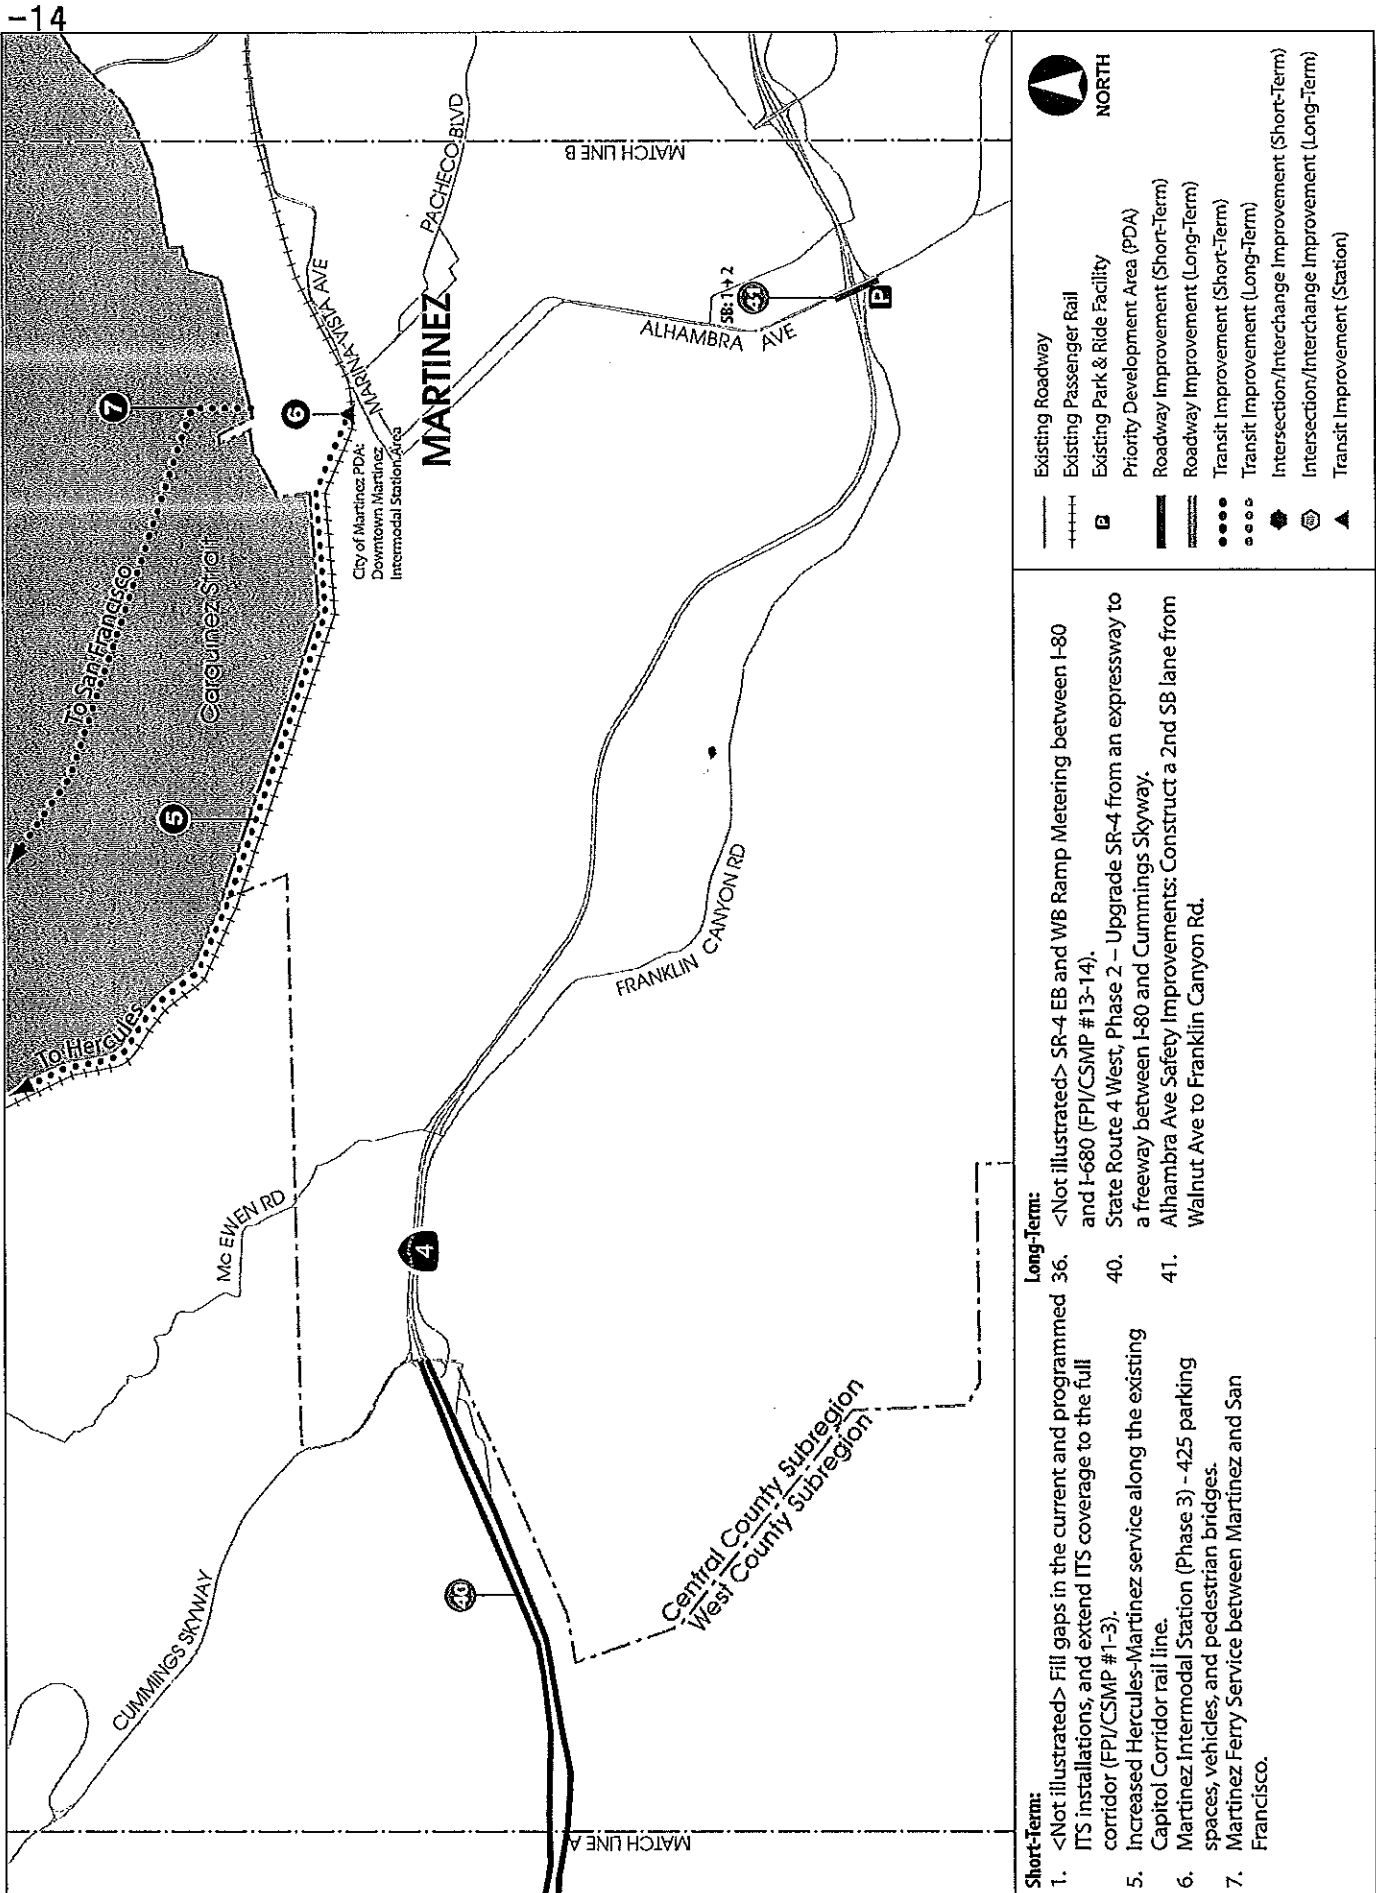 -14
To San Francisco
Carquinez Strait
To Hercules
5
7
6
City of Martinez PDA:
Downtown Martinez
Intermodal Station Area
MARINA VISTA AVE
PACHECO BLVD
MARTINEZ
MATCH LINE B
ALHAMBRA AVE
SB: 1→2
41
P
FRANKLIN CANYON RD
Mc EWEN RD
4
CUMMINGS SKYWAY
40
Central County Subregion
West County Subregion
MATCH LINE A
Short-Term:
1. <Not illustrated> Fill gaps in the current and programmed
ITS installations, and extend ITS coverage to the full
corridor (FPI/CSMP #1-3).
5. Increased Hercules-Martinez service along the existing
Capitol Corridor rail line.
6. Martinez Intermodal Station (Phase 3) - 425 parking
spaces, vehicles, and pedestrian bridges.
7. Martinez Ferry Service between Martinez and San
Francisco.
Long-Term:
36. <Not illustrated> SR-4 EB and WB Ramp Metering between I-80
and I-680 (FPI/CSMP #13-14).
40. State Route 4 West, Phase 2 – Upgrade SR-4 from an expressway to
a freeway between I-80 and Cummings Skyway.
41. Alhambra Ave Safety Improvements: Construct a 2nd SB lane from
Walnut Ave to Franklin Canyon Rd.
Existing Roadway
Existing Passenger Rail
P Existing Park & Ride Facility
Priority Development Area (PDA)
Roadway Improvement (Short-Term)
Roadway Improvement (Long-Term)
Transit Improvement (Short-Term)
Transit Improvement (Long-Term)
Intersection/Interchange Improvement (Short-Term)
Intersection/Interchange Improvement (Long-Term)
Transit Improvement (Station)
NORTH